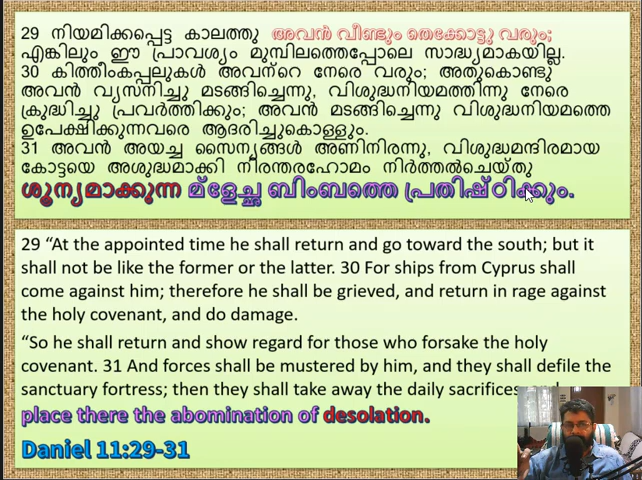 29 നിയമിക്കപ്പെട്ട കാലത്തു അവൻ വീണ്ടും തെക്കോട്ടു വരും;
എങ്കിലും ഈ പ്രാവശ്യം മുമ്പിലത്തെപ്പോലെ സാദ്ധ്യമാകയില്ല.
30 കിത്തീംകപ്പലുകൾ അവന്റെ നേരെ വരും; അതുകൊണ്ടു
അവൻ വ്യസനിച്ചു മടങ്ങിച്ചെന്നു, വിശുദ്ധനിയമത്തിന്നു നേരെ
ക്രുദ്ധിച്ചു പ്രവർത്തിക്കും; അവൻ മടങ്ങിച്ചെന്നു വിശുദ്ധനിയമത്തെ
ഉപേക്ഷിക്കുന്നവരെ ആദരിച്ചുകൊള്ളും.
31 അവൻ അയച്ച സൈന്യങ്ങൾ അണിനിരന്നു, വിശുദ്ധമന്ദിരമായ
കോട്ടയെ അശുദ്ധമാക്കി നിരന്തരഹോമം നിർത്തൽചെയ്തു
ശൂന്യമാക്കുന്ന മ്ളേച്ഛ ബിംബത്തെ പ്രതിഷ്ഠിക്കും.
29 “At the appointed time he shall return and go toward the south; but it
shall not be like the former or the latter. 30 For ships from Cyprus shall
come against him; therefore he shall be grieved, and return in rage against
the holy covenant, and do damage.
“So he shall return and show regard for those who forsake the holy
covenant. 31 And forces shall be mustered by him, and they shall defile the
sanctuary fortress; then they shall take away the daily sacrifices
place there the abomination of desolation.
Daniel 11:29-31